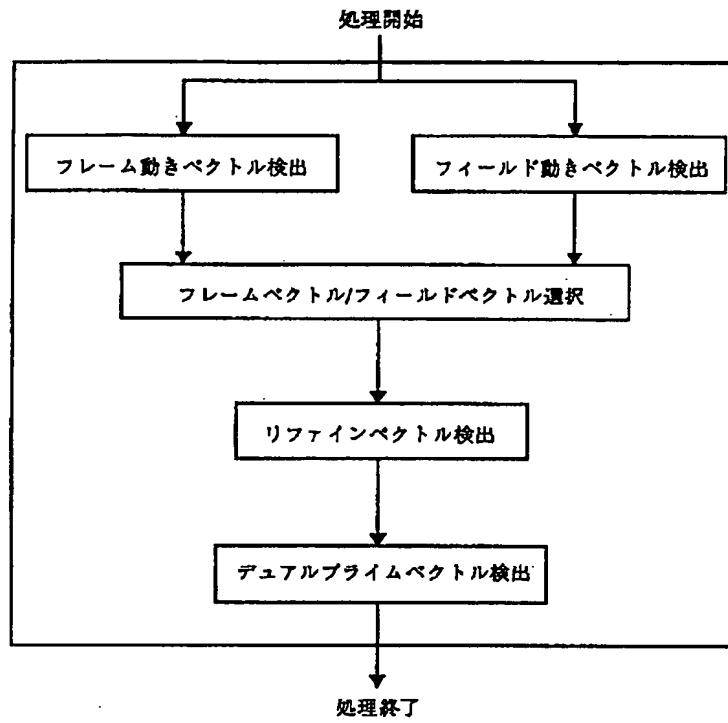 処理開始
フレーム動きベクトル検出
フィールド動きベクトル検出
フレームベクトル/フィールドベクトル選択
リファインベクトル検出
デュアルプライムベクトル検出
処理終了